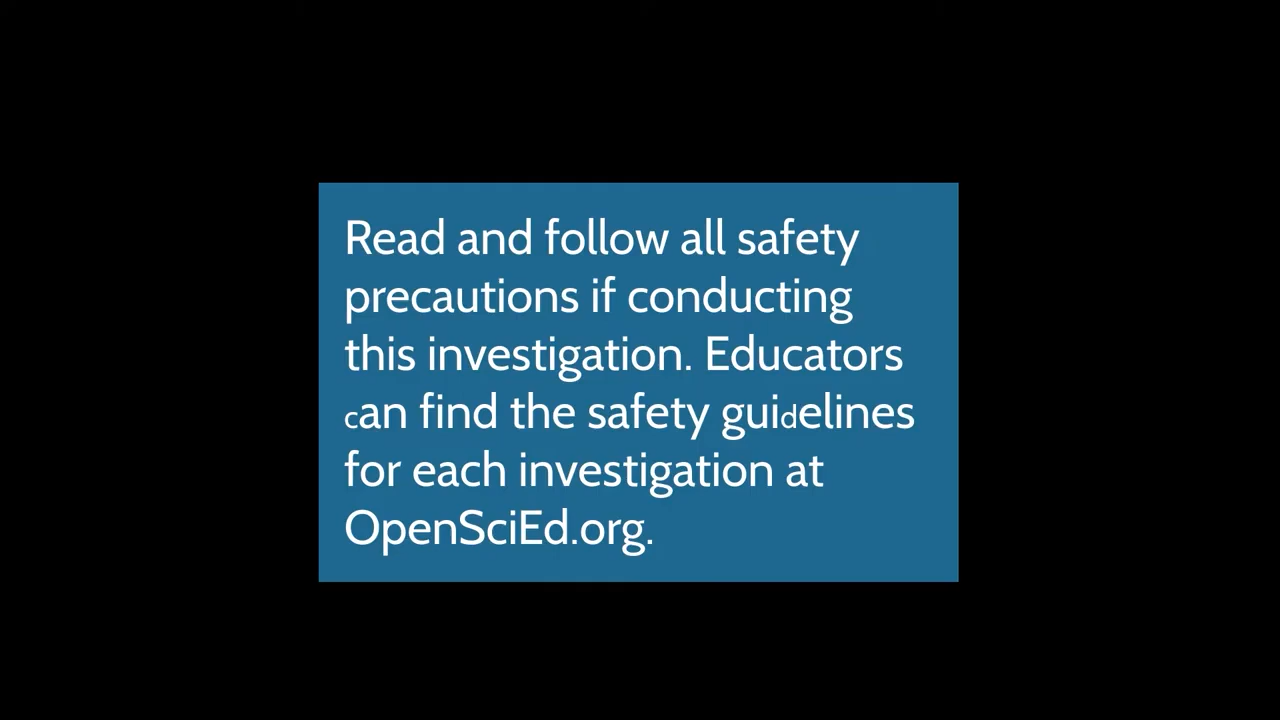 Read and follow all safety
precautions if conducting
this investigation. Educators
can find the safety guidelines
for each investigation at
OpenSciEd.org.